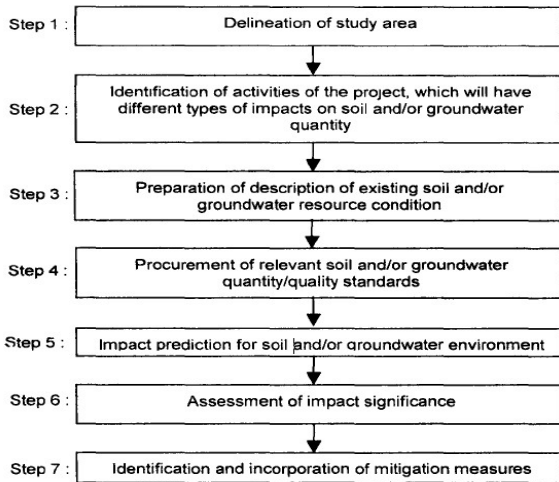 Step 1 : Delineation of study area
Identification of activities of the project, which will have
Step 2 : different types of impacts on soil and/or groundwater
quantity
Step 3 : Preparation of description of existing soil and/or
groundwater resource condition
Step 4 : Procurement of relevant soil and/or groundwater
quantity/quality standards
Step 5 : Impact prediction for soil and/or groundwater environment
Step 6 : Assessment of impact significance
Step 7 : Identification and incorporation of mitigation measures